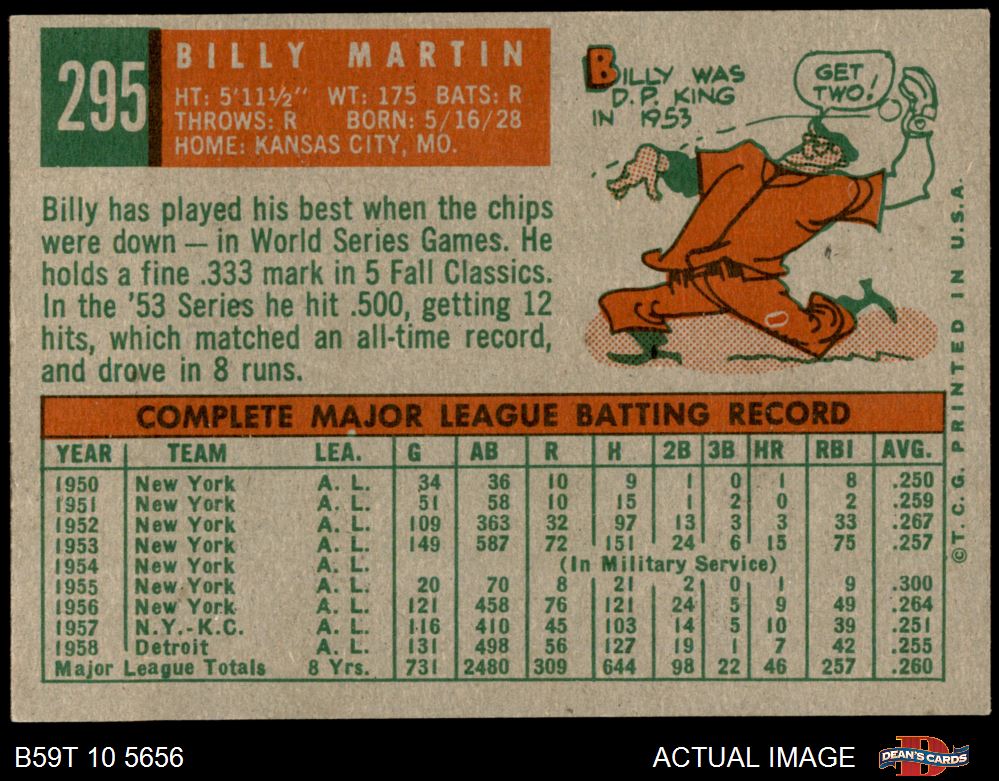 295
BILLY MARTIN
HT: 5'11½" WT: 175 BATS: R
THROWS: R BORN: 5/16/28
HOME: KANSAS CITY, MO.
BILLY WAS
D.P. KING
IN 1953
GET
TWO!
Billy has played his best when the chips
were down — in World Series Games. He
holds a fine .333 mark in 5 Fall Classics.
In the '53 Series he hit .500, getting 12
hits, which matched an all-time record,
and drove in 8 runs.
COMPLETE MAJOR LEAGUE BATTING RECORD
YEAR TEAM LEA. G AB R H 2B 3B HR RBI AVG.
1950 New York A. L. 34 36 10 9 1 0 1 8 .250
1951 New York A. L. 51 58 10 15 1 2 0 2 .259
1952 New York A. L. 109 363 32 97 13 3 3 33 .267
1953 New York A. L. 149 587 72 151 24 6 15 75 .257
1954 New York A. L. (In Military Service)
1955 New York A. L. 20 70 8 21 2 0 1 9 .300
1956 New York A. L. 121 458 76 121 24 5 9 49 .264
1957 N.Y.-K.C. A. L. 116 410 45 103 14 5 10 39 .251
1958 Detroit A. L. 131 498 56 127 19 1 7 42 .255
Major League Totals 8 Yrs. 731 2480 309 644 98 22 46 257 .260
©T. C. G. PRINTED IN U.S.A.
B59T 10 5656
ACTUAL IMAGE
D
DEAN'S CARDS